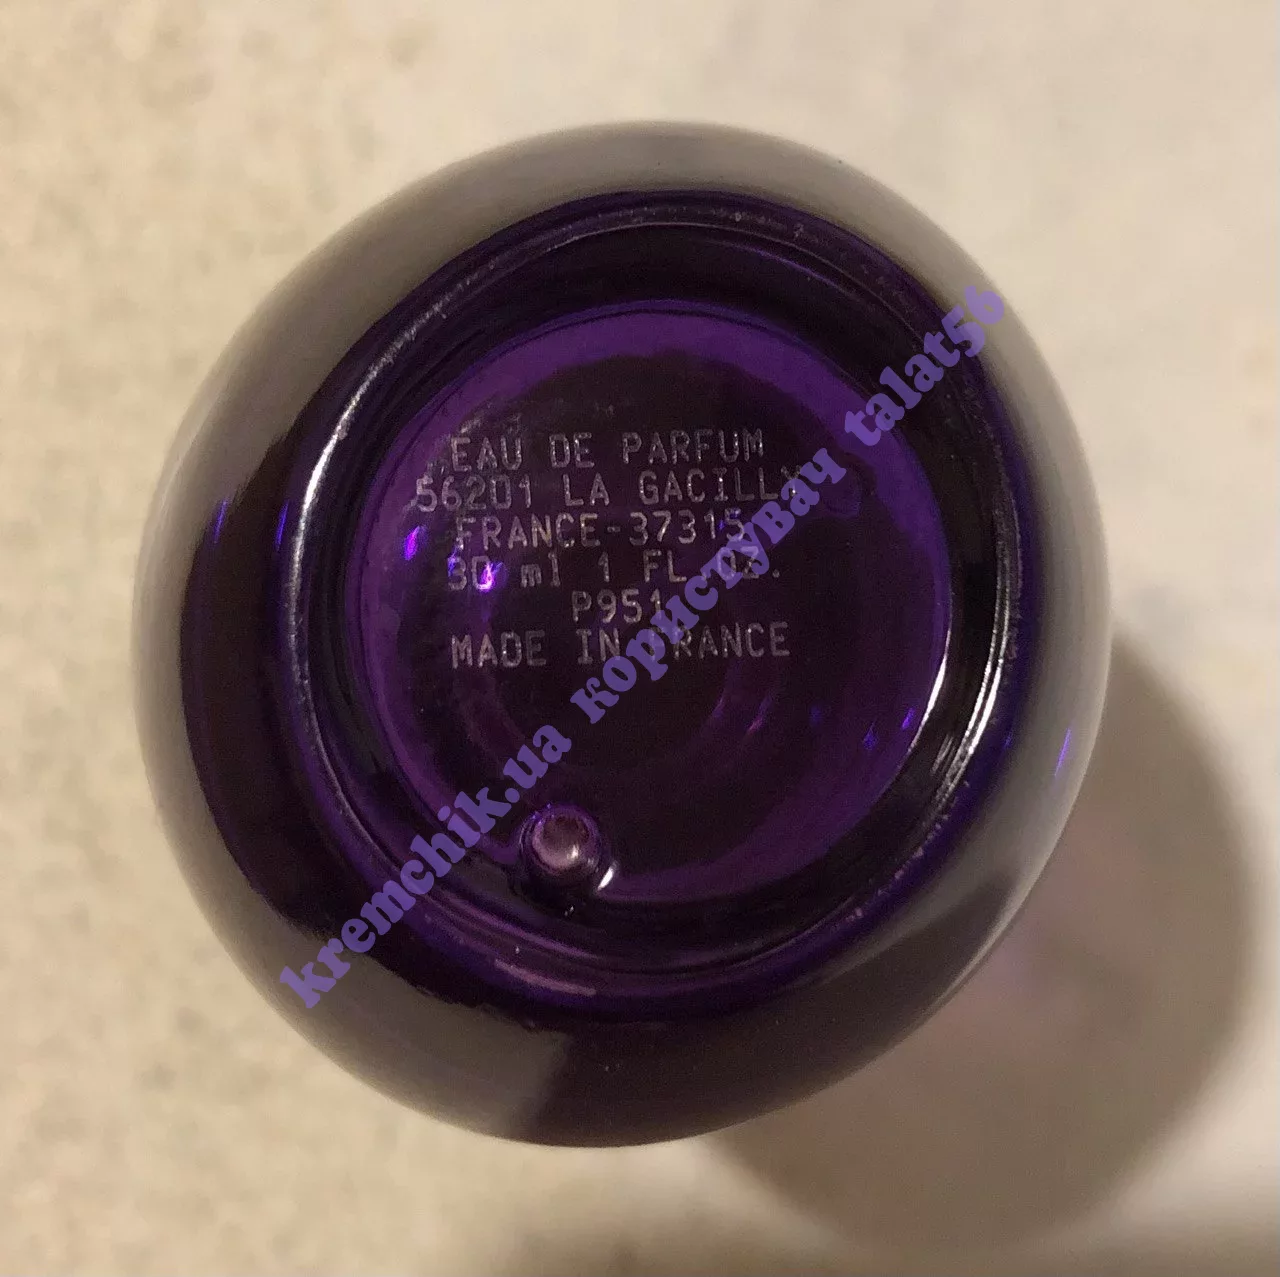 EAU DE PARFUM
56201 LA GACILLY
FRANCE-37315
30 ml 1 FL.OZ.
P951
MADE IN FRANCE
kremchik.ua користувач talat56